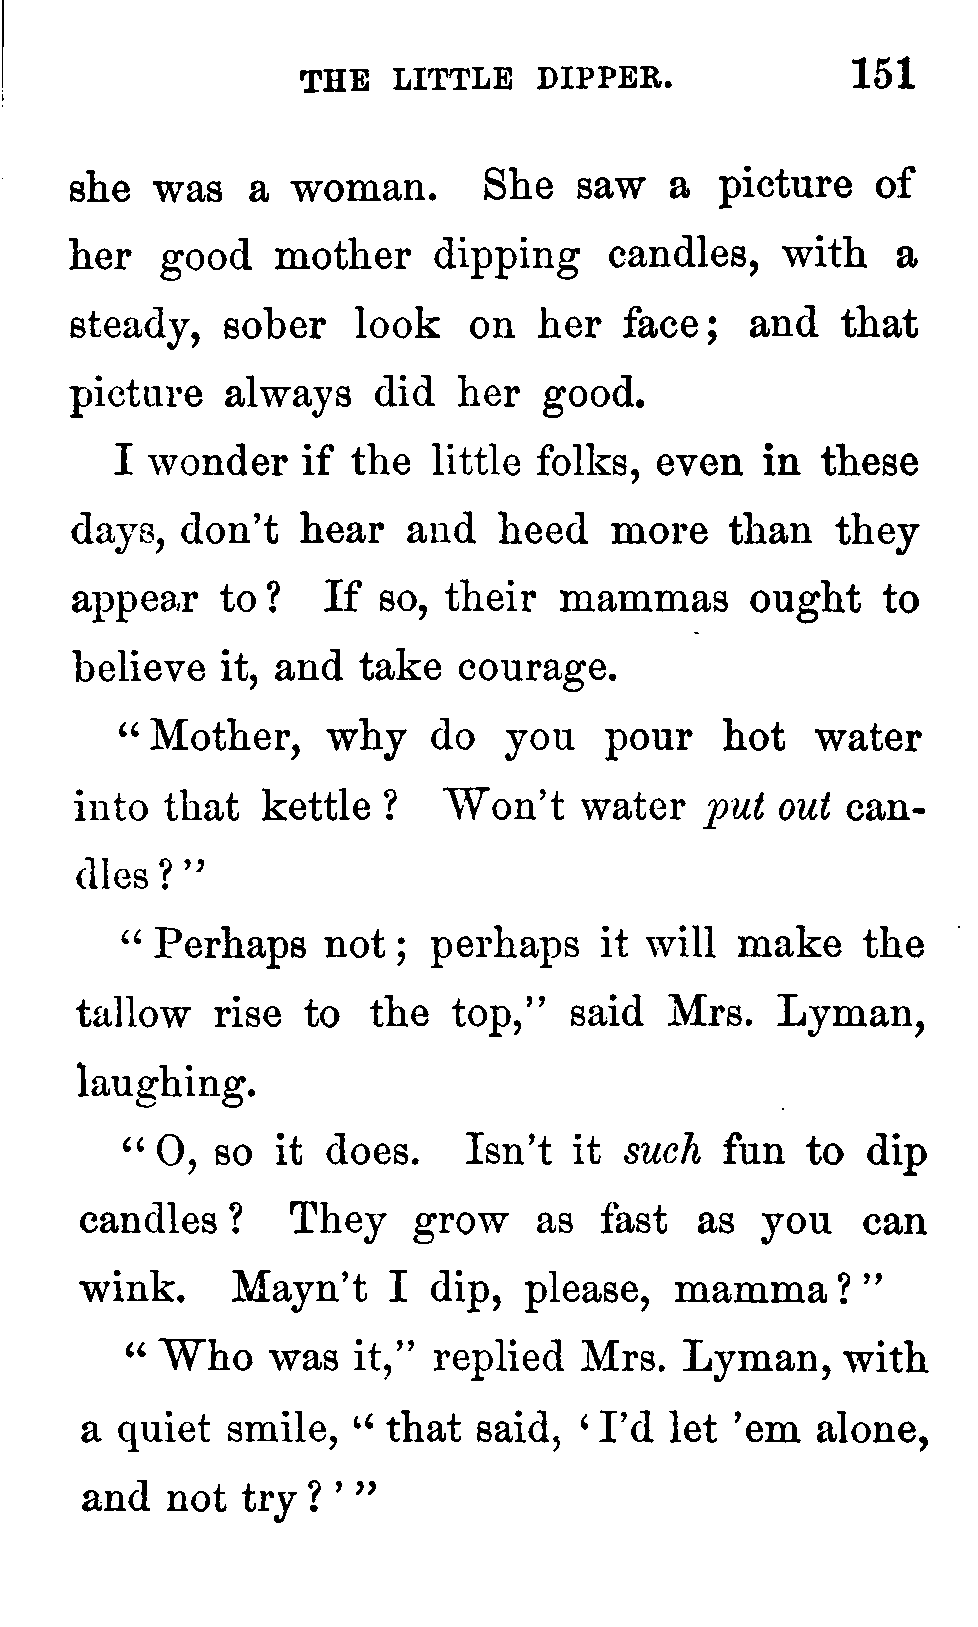 THE LITTLE DIPPER. 151
she was a woman. She saw a picture of
her good mother dipping candles, with a
steady, sober look on her face; and that
picture always did her good.
I wonder if the little folks, even in these
days, don't hear and heed more than they
appear to? If so, their mammas ought to
believe it, and take courage.
"Mother, why do you pour hot water
into that kettle? Won't water put out can-
dles?"
"Perhaps not; perhaps it will make the
tallow rise to the top," said Mrs. Lyman,
laughing.
"O, so it does. Isn't it such fun to dip
candles? They grow as fast as you can
wink. Mayn't I dip, please, mamma?"
"Who was it," replied Mrs. Lyman, with
a quiet smile, "that said, 'I'd let 'em alone,
and not try?'"